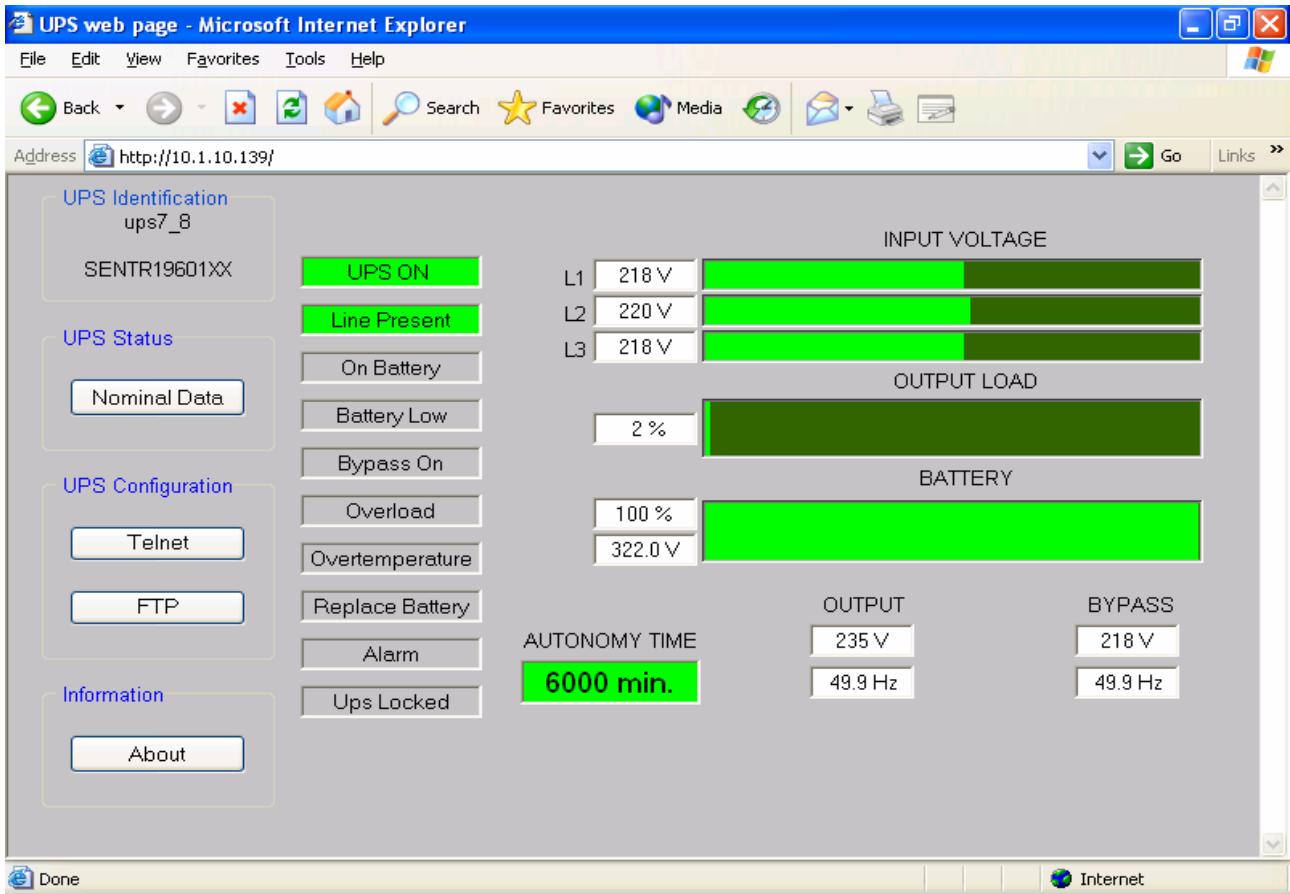 UPS web page - Microsoft Internet Explorer
File Edit View Favorites Tools Help
Back Search Favorites Media
Address http://10.1.10.139/ Go Links »
UPS Identification
ups7_8
SENTR19601XX
UPS Status
Nominal Data
UPS Configuration
Telnet
FTP
Information
About
UPS ON
Line Present
On Battery
Battery Low
Bypass On
Overload
Overtemperature
Replace Battery
Alarm
Ups Locked
INPUT VOLTAGE
L1 218 V
L2 220 V
L3 218 V
OUTPUT LOAD
2 %
BATTERY
100 %
322.0 V
AUTONOMY TIME
6000 min.
OUTPUT
235 V
49.9 Hz
BYPASS
218 V
49.9 Hz
Done Internet